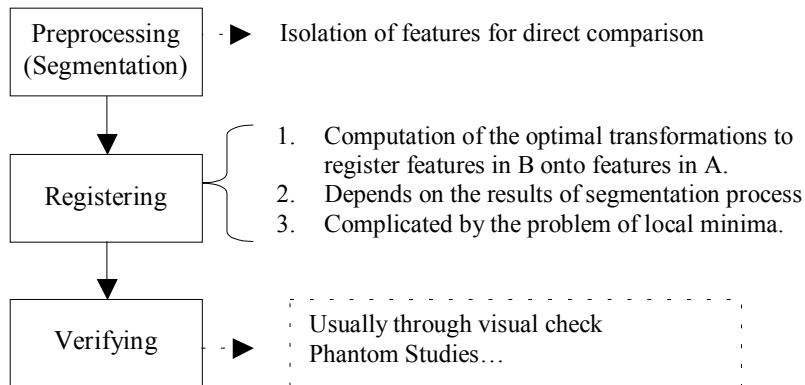 Preprocessing
(Segmentation)
Isolation of features for direct comparison
Registering
1. Computation of the optimal transformations to
register features in B onto features in A.
2. Depends on the results of segmentation process
3. Complicated by the problem of local minima.
Verifying
Usually through visual check
Phantom Studies…